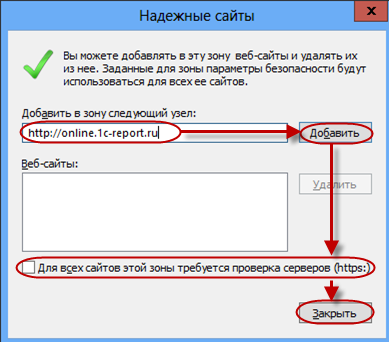 Надежные сайты
x
Вы можете добавлять в эту зону веб-сайты и удалять их
из нее. Заданные для зоны параметры безопасности будут
использоваться для всех ее сайтов.
Добавить в зону следующий узел:
http://online.1c-report.ru
Добавить
Веб-сайты:
Удалить
Для всех сайтов этой зоны требуется проверка серверов (https:)
Закрыть